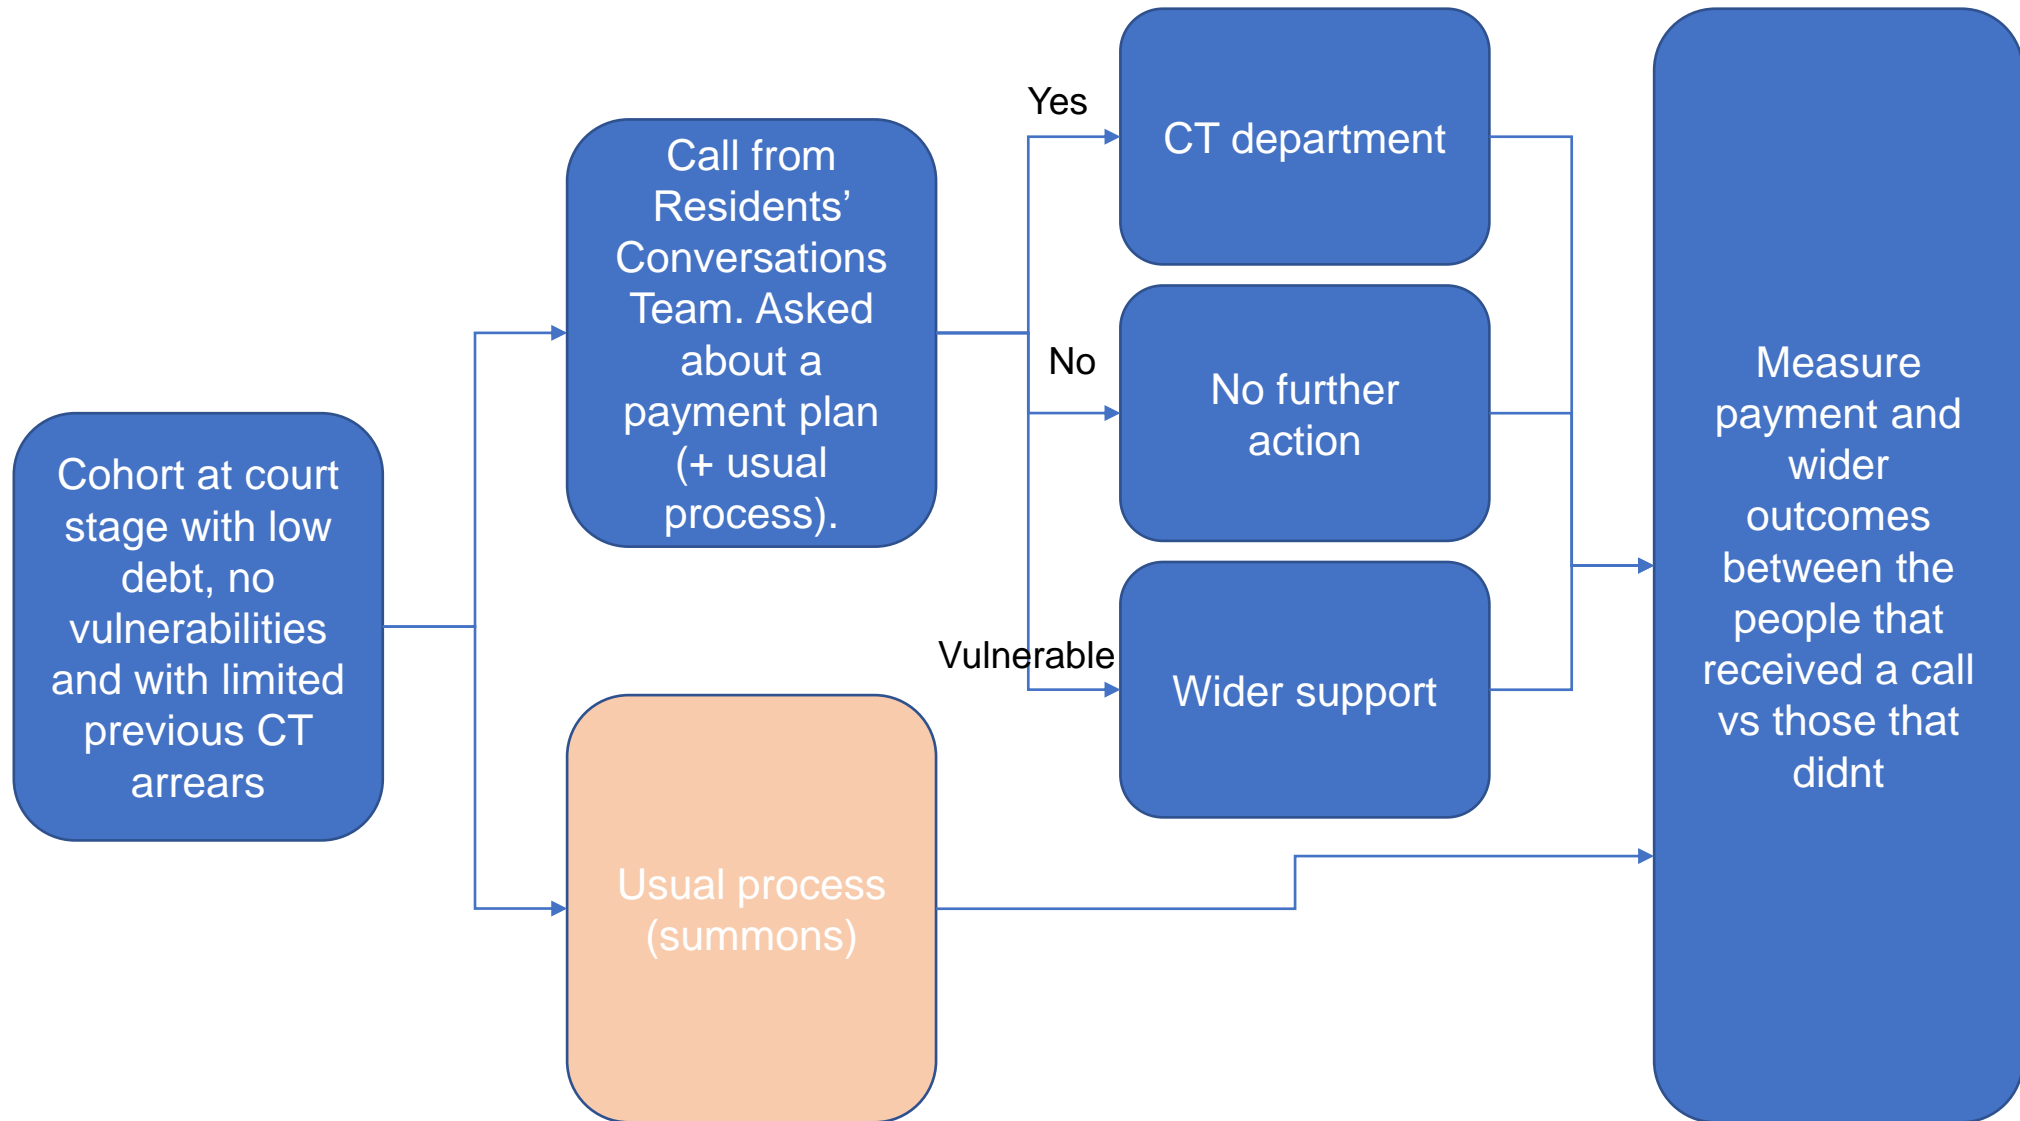 Cohort at court
stage with low
debt, no
vulnerabilities
and with limited
previous CT
arrears
Call from
Residents’
Conversations
Team. Asked
about a
payment plan
(+ usual
process).
Usual process
(summons)
Yes
CT department
No
No further
action
Vulnerable
Wider support
Measure
payment and
wider
outcomes
between the
people that
received a call
vs those that
didnt